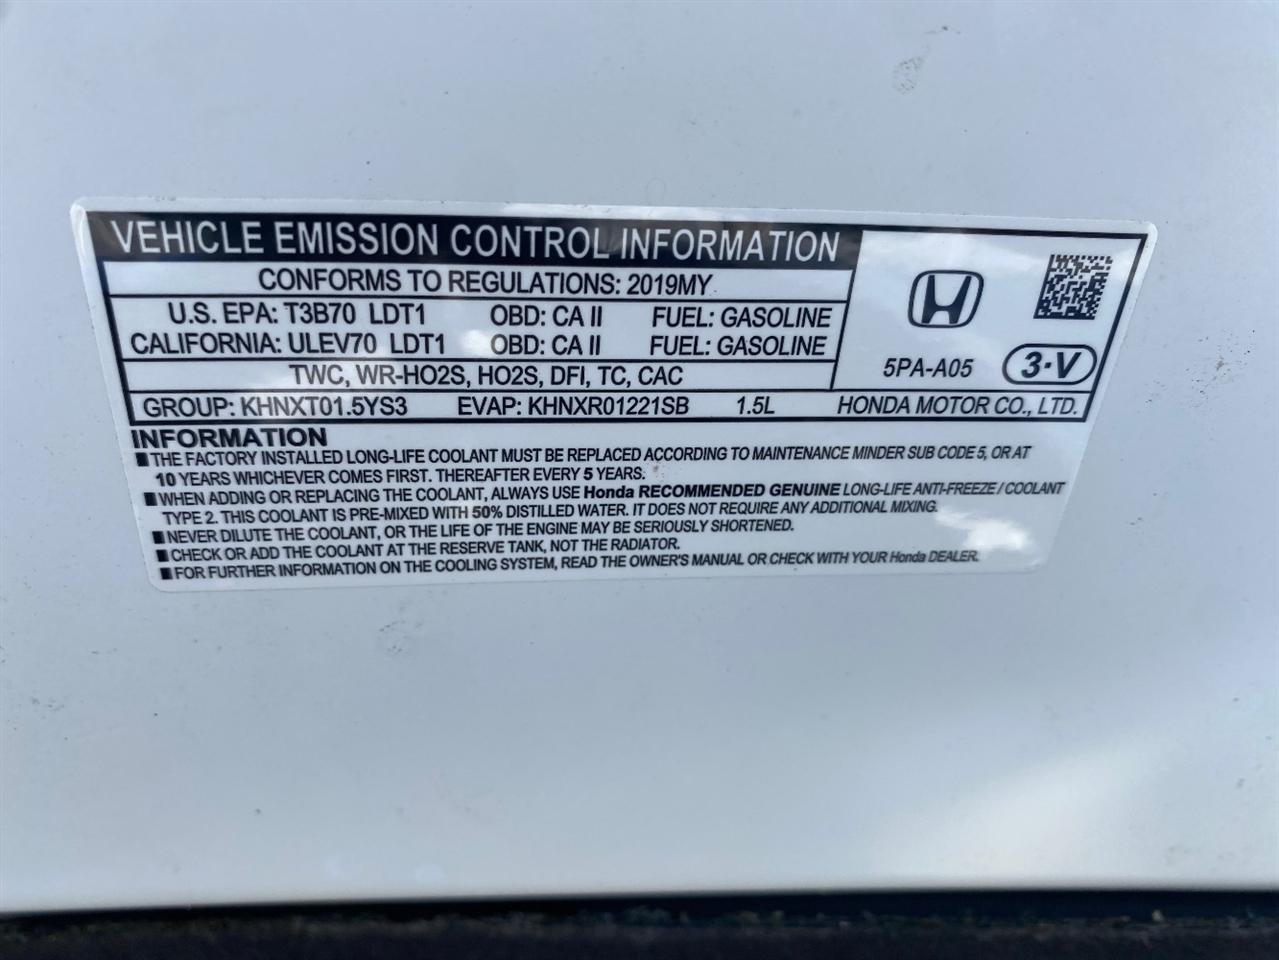 VEHICLE EMISSION CONTROL INFORMATION
CONFORMS TO REGULATIONS: 2019MY
U.S. EPA: T3B70 LDT1 OBD: CA II FUEL: GASOLINE
CALIFORNIA: ULEV70 LDT1 OBD: CA II FUEL: GASOLINE
TWC, WR-HO2S, HO2S, DFI, TC, CAC
5PA-A05 3·V
GROUP: KHNXT01.5YS3 EVAP: KHNXR01221SB 1.5L HONDA MOTOR CO., LTD.
INFORMATION
■ THE FACTORY INSTALLED LONG-LIFE COOLANT MUST BE REPLACED ACCORDING TO MAINTENANCE MINDER SUB CODE 5, OR AT
10 YEARS WHICHEVER COMES FIRST. THEREAFTER EVERY 5 YEARS.
■ WHEN ADDING OR REPLACING THE COOLANT, ALWAYS USE Honda RECOMMENDED GENUINE LONG-LIFE ANTI-FREEZE / COOLANT
TYPE 2. THIS COOLANT IS PRE-MIXED WITH 50% DISTILLED WATER. IT DOES NOT REQUIRE ANY ADDITIONAL MIXING.
■ NEVER DILUTE THE COOLANT, OR THE LIFE OF THE ENGINE MAY BE SERIOUSLY SHORTENED.
■ CHECK OR ADD THE COOLANT AT THE RESERVE TANK, NOT THE RADIATOR.
■ FOR FURTHER INFORMATION ON THE COOLING SYSTEM, READ THE OWNER'S MANUAL OR CHECK WITH YOUR Honda DEALER.